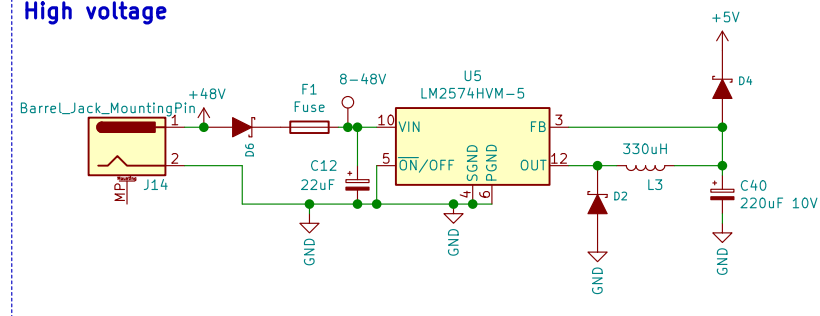 High voltage
+5V
+48V
8-48V
U5
LM2574HVM-5
F1
Fuse
D4
Barrel_Jack_MountingPin
1
2
D6
10
VIN
FB
3
5
ON/OFF
SGND
PGND
OUT
12
330uH
L3
C12
22uF
4
6
D2
C40
220uF 10V
Mounting
MP
J14
GND
GND
GND
GND